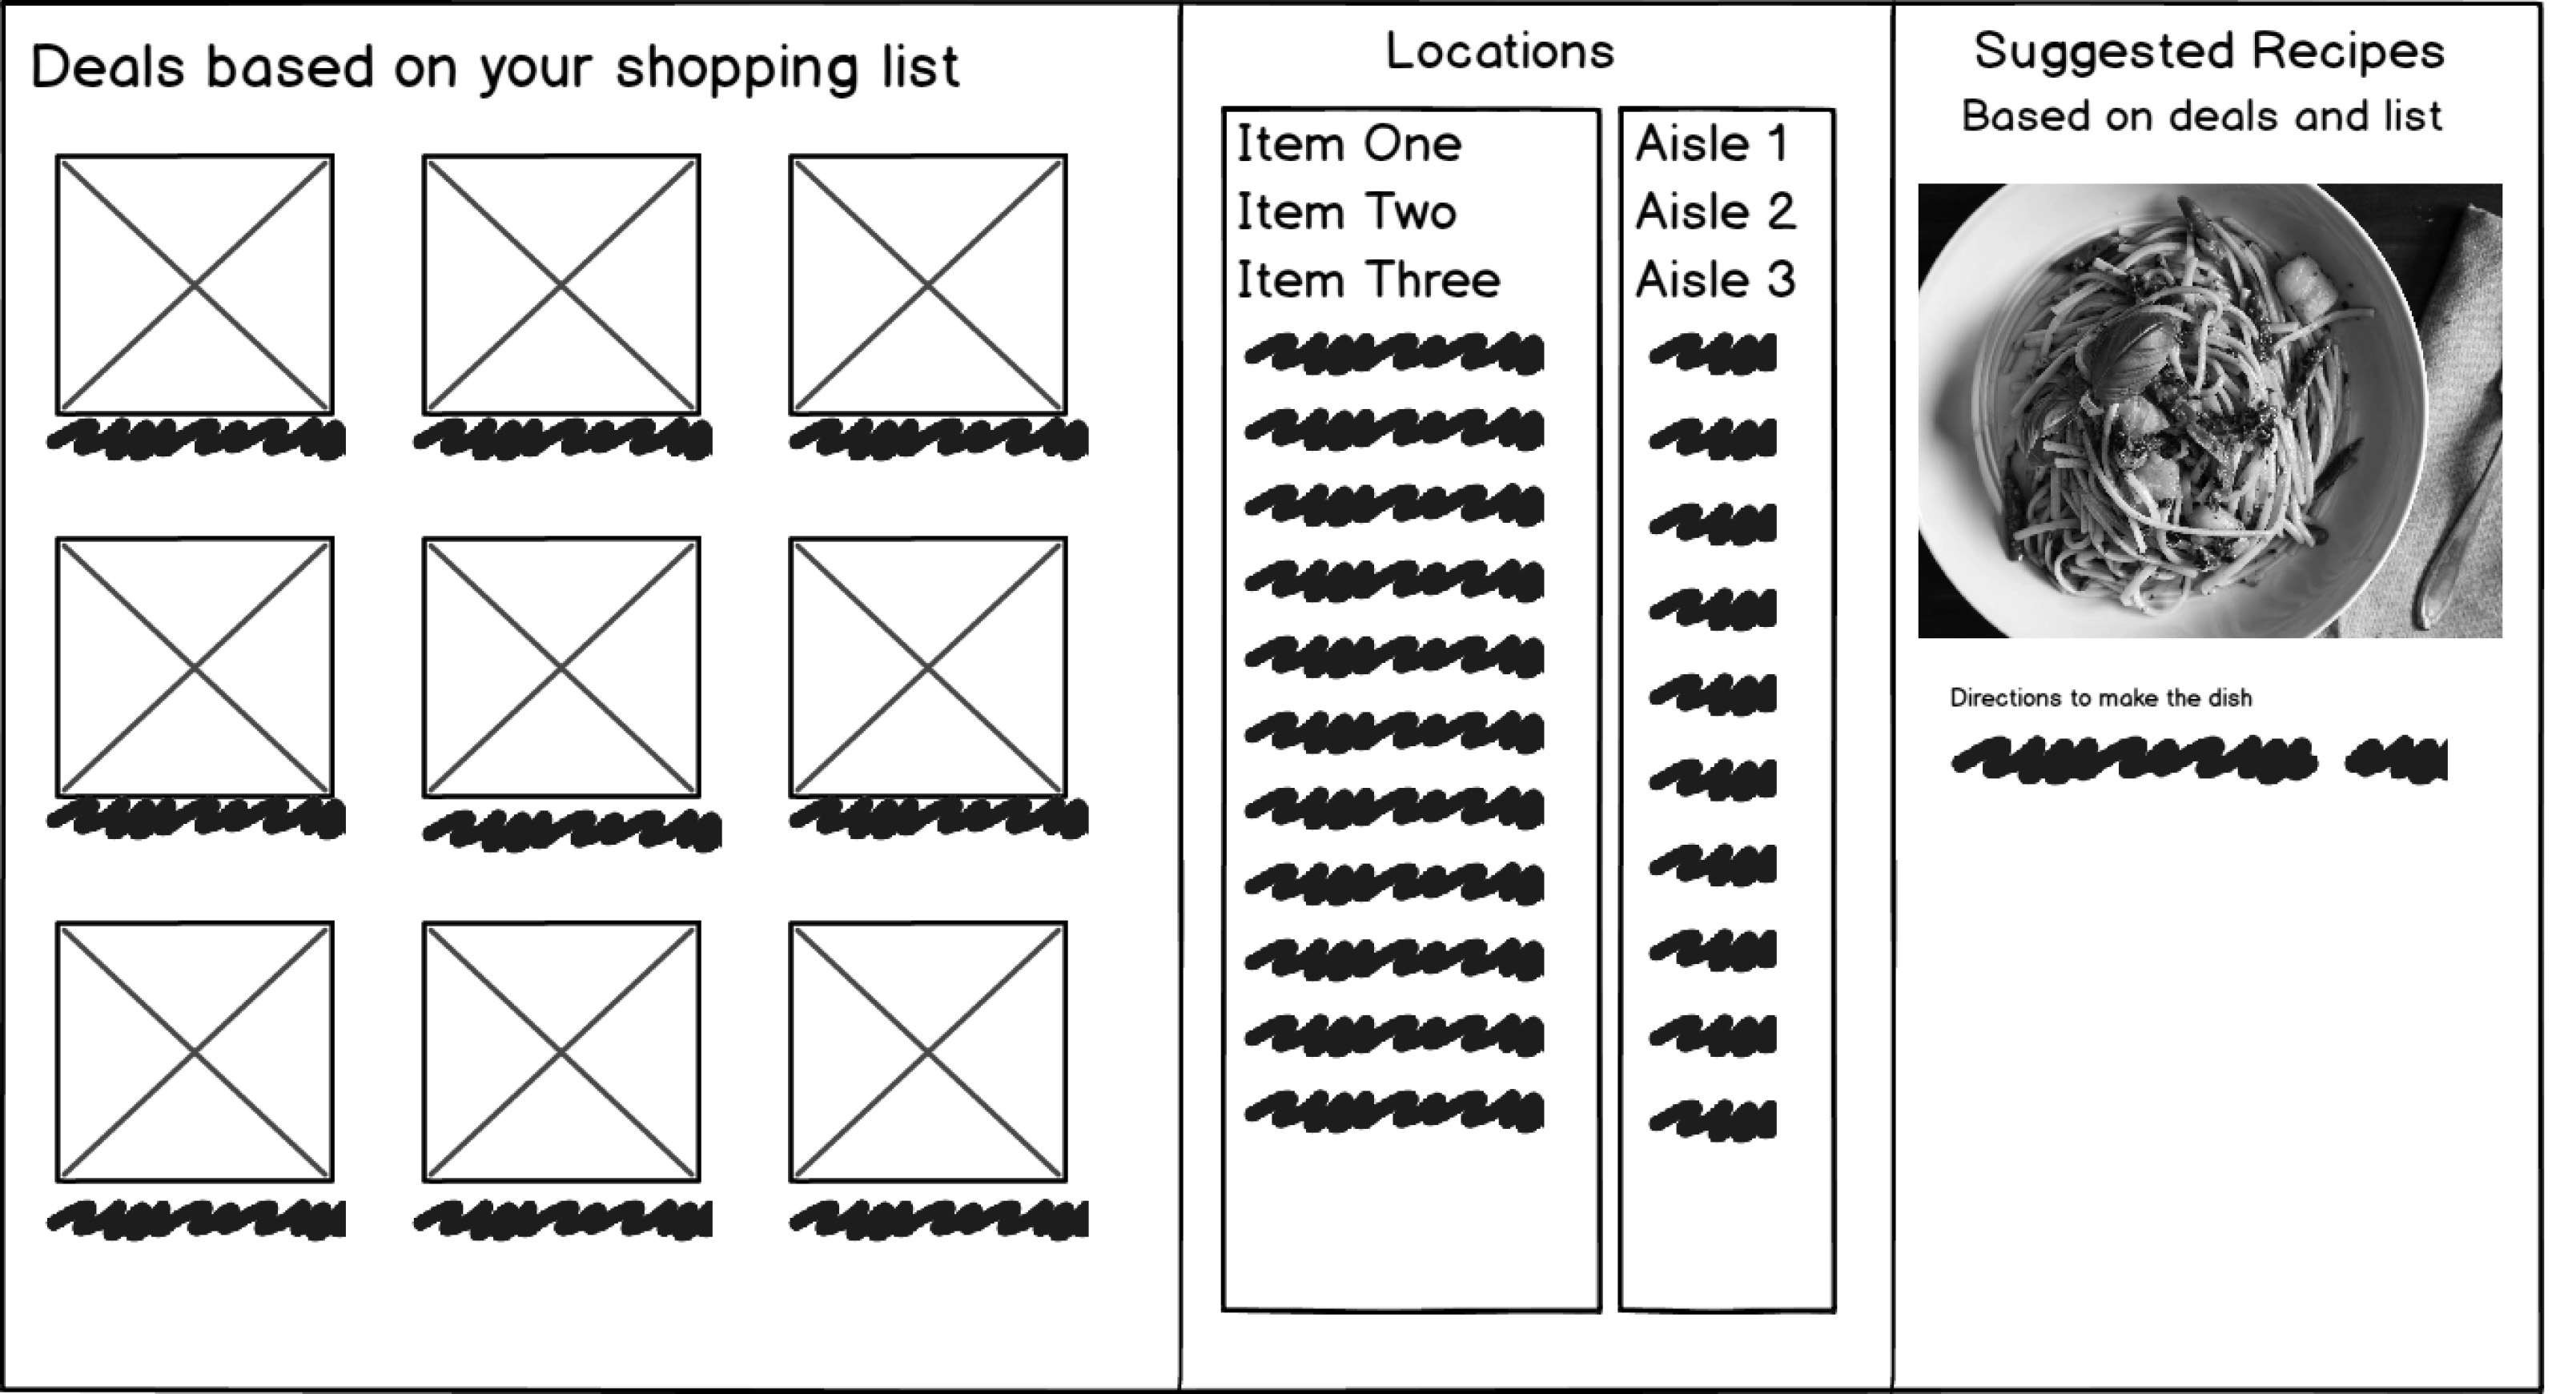 Deals based on your shopping list
Locations
Item One
Item Two
Item Three
Aisle 1
Aisle 2
Aisle 3
Suggested Recipes
Based on deals and list
Directions to make the dish